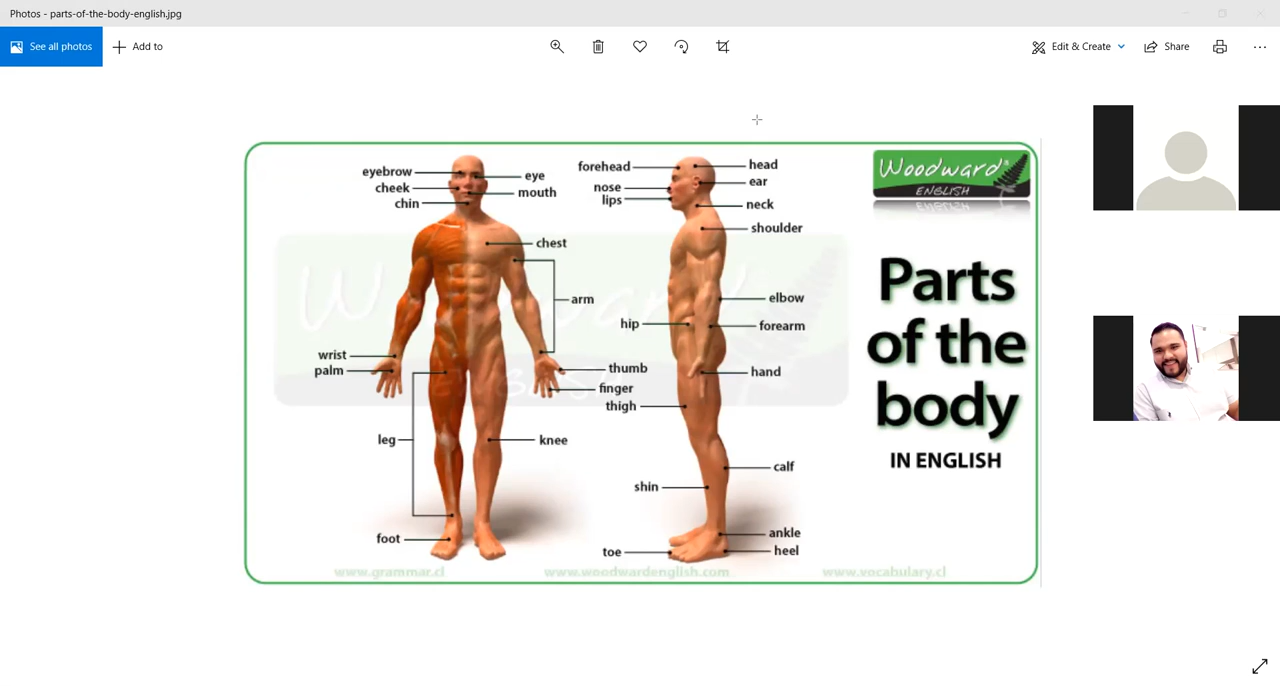 Photos - parts-of-the-body-english.jpg
See all photos
Add to
Edit & Create
Share
eyebrow
eye
cheek
mouth
chin
chest
arm
wrist
palm
thumb
finger
leg
knee
foot
forehead
head
nose
ear
lips
neck
shoulder
elbow
hip
forearm
hand
thigh
calf
shin
ankle
toe
heel
Woodward®
ENGLISH
Parts
of the
body
IN ENGLISH
www.grammar.cl
www.woodwardenglish.com
www.vocabulary.cl